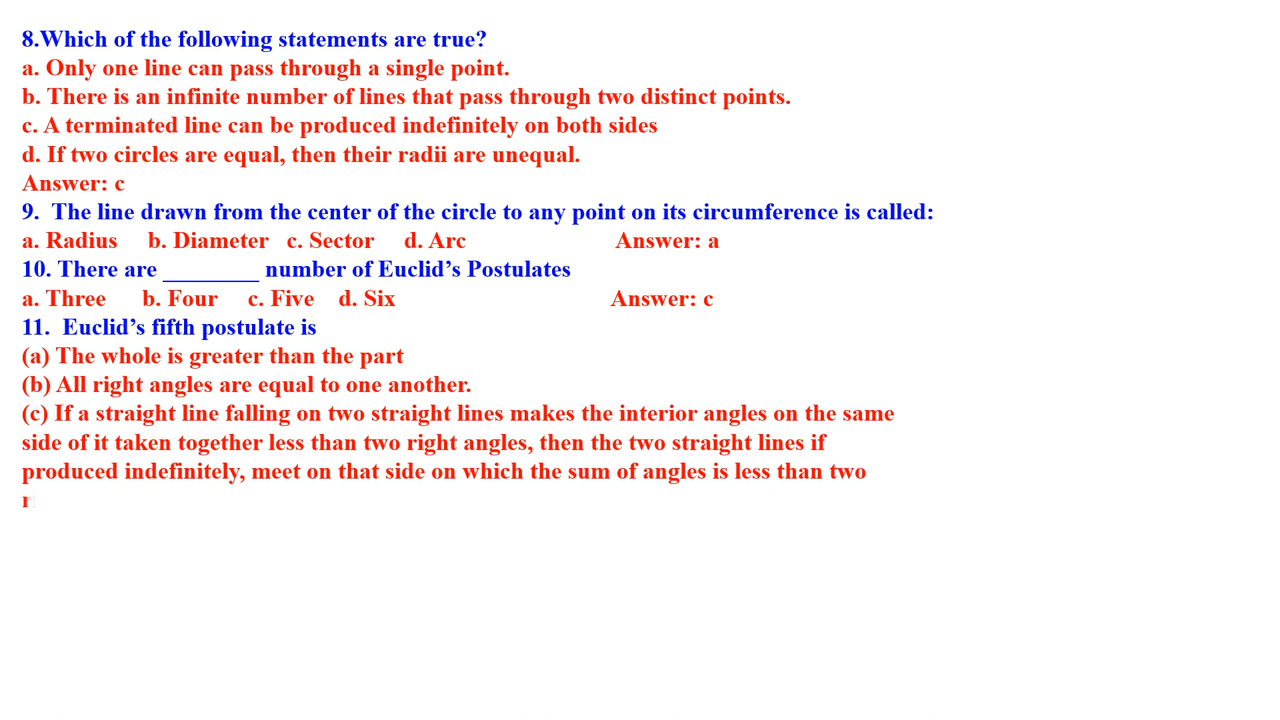 8.Which of the following statements are true?
a. Only one line can pass through a single point.
b. There is an infinite number of lines that pass through two distinct points.
c. A terminated line can be produced indefinitely on both sides
d. If two circles are equal, then their radii are unequal.
Answer: c
9.  The line drawn from the center of the circle to any point on its circumference is called:
a. Radius     b. Diameter   c. Sector     d. Arc                         Answer: a
10. There are ________ number of Euclid’s Postulates
a. Three      b. Four     c. Five    d. Six                                    Answer: c
11.  Euclid’s fifth postulate is
(a) The whole is greater than the part
(b) All right angles are equal to one another.
(c) If a straight line falling on two straight lines makes the interior angles on the same
side of it taken together less than two right angles, then the two straight lines if
produced indefinitely, meet on that side on which the sum of angles is less than two